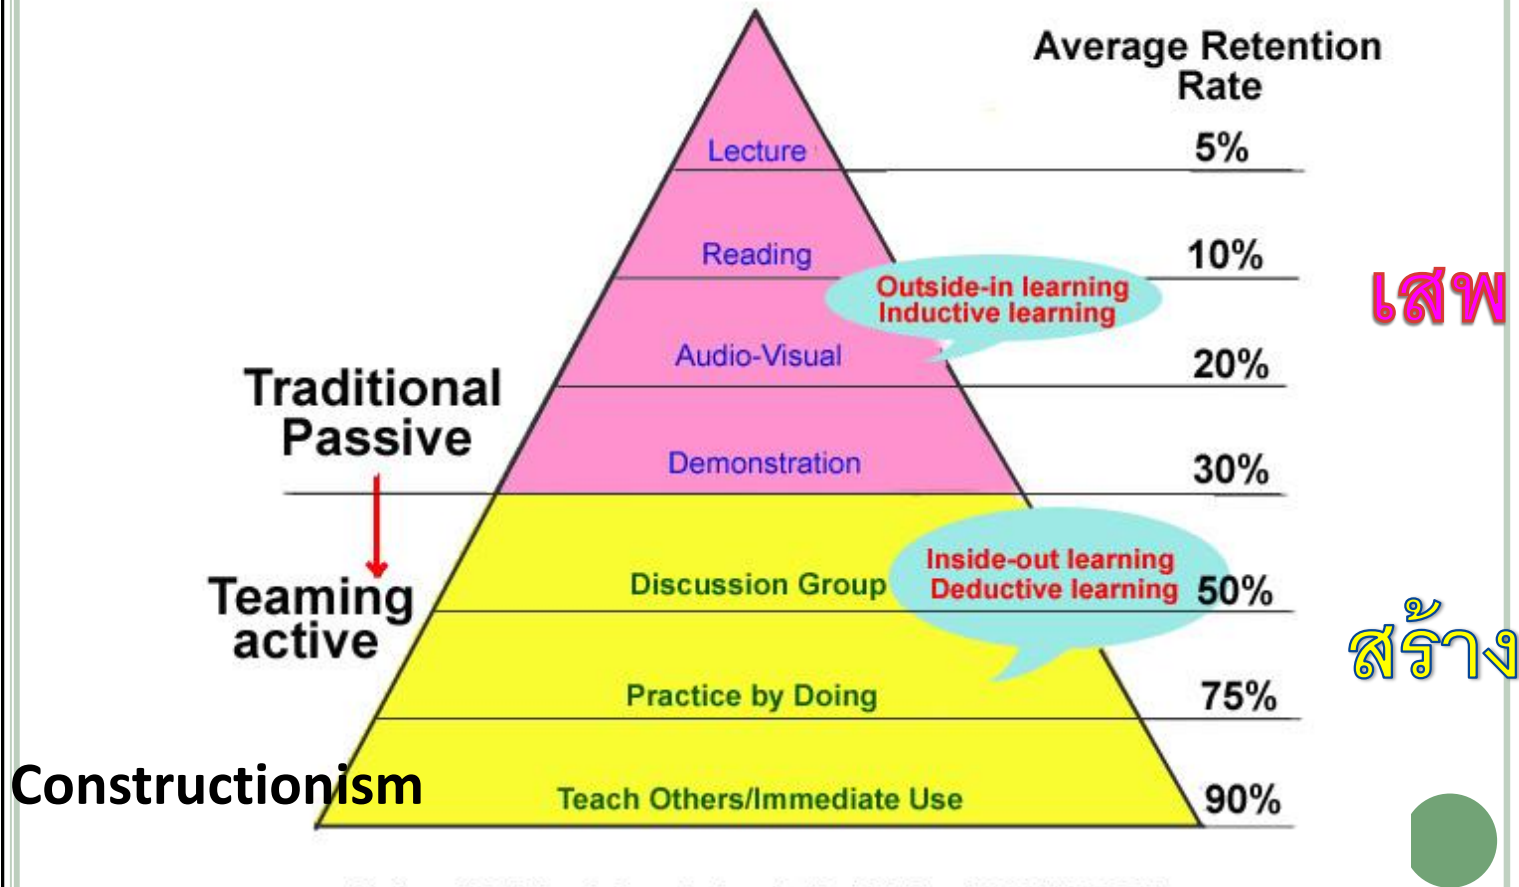 Average Retention
Rate
Lecture
5%
Reading
10%
Outside-in learning
Inductive learning
เสพ
Audio-Visual
20%
Traditional
Passive
Demonstration
30%
Inside-out learning
Deductive learning
Discussion Group
50%
Teaming
active
สร้าง
Practice by Doing
75%
Constructionism
Teach Others/Immediate Use
90%